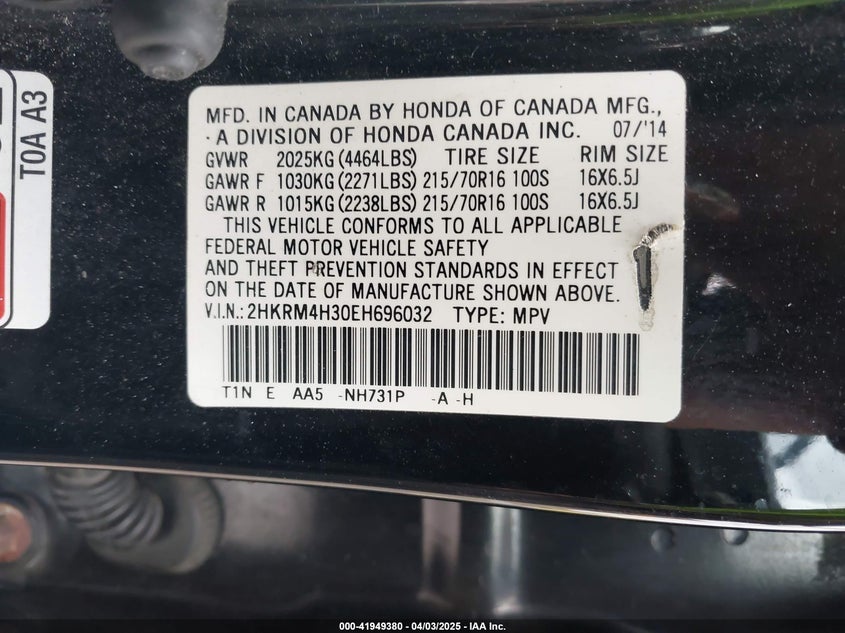 T0A A3
MFD. IN CANADA BY HONDA OF CANADA MFG.,
A DIVISION OF HONDA CANADA INC. 07/'14
GVWR 2025KG (4464LBS) TIRE SIZE RIM SIZE
GAWR F 1030KG (2271LBS) 215/70R16 100S 16X6.5J
GAWR R 1015KG (2238LBS) 215/70R16 100S 16X6.5J
THIS VEHICLE CONFORMS TO ALL APPLICABLE
FEDERAL MOTOR VEHICLE SAFETY
AND THEFT PREVENTION STANDARDS IN EFFECT
ON THE DATE OF MANUFACTURE SHOWN ABOVE.
V.I.N.: 2HKRM4H30EH696032 TYPE: MPV
T1N E AA5 -NH731P -A -H
000-41949380 - 04/03/2025 - IAA Inc.